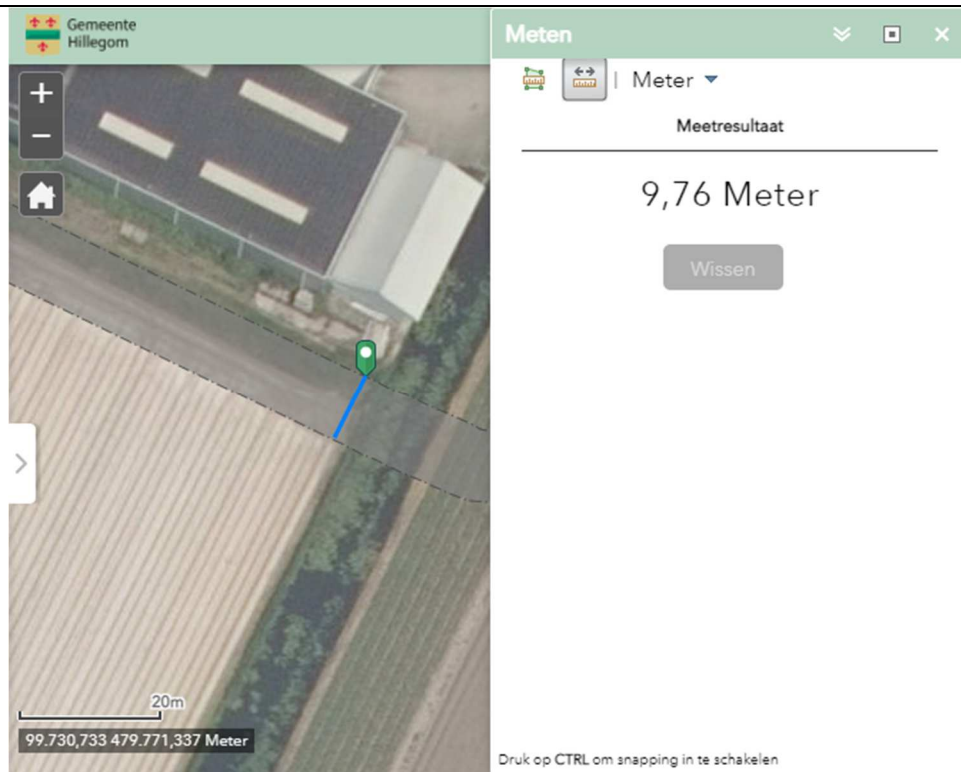 Gemeente
Hillegom
Meten
Meter
Meetresultaat
9,76 Meter
Wissen
20m
99.730,733 479.771,337 Meter
Druk op CTRL om snapping in te schakelen